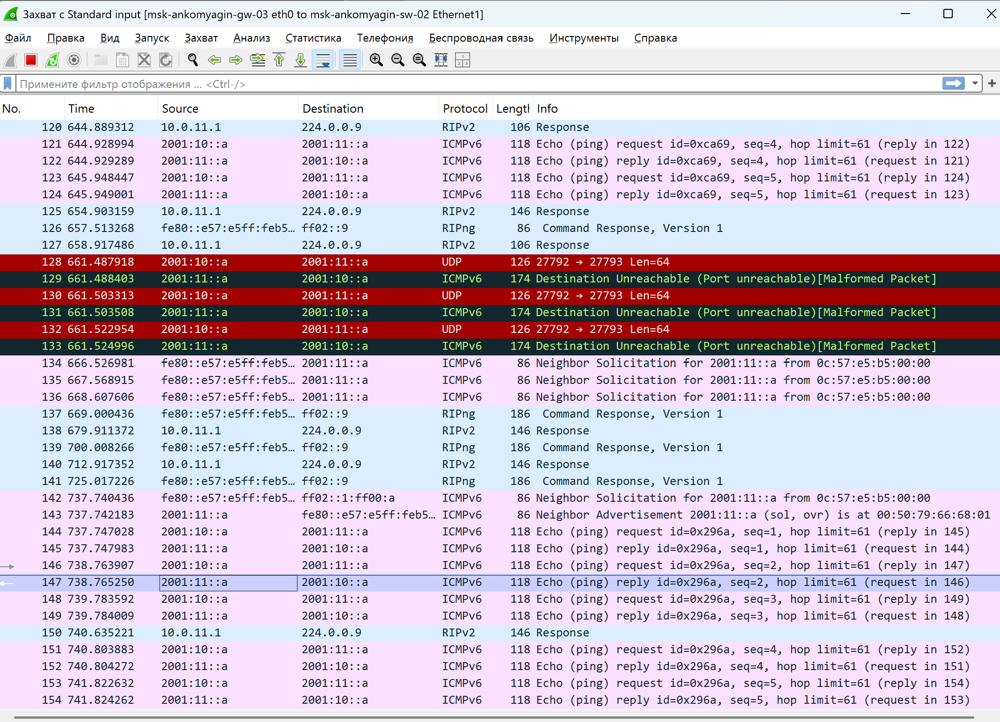 Захват с Standard input [msk-ankomyagin-gw-03 eth0 to msk-ankomyagin-sw-02 Ethernet1]
Файл Правка Вид Запуск Захват Анализ Статистика Телефония Беспроводная связь Инструменты Справка
Примените фильтр отображения ... <Ctrl-/>
No. Time Source Destination Protocol Length Info
120 644.889312 10.0.11.1 224.0.0.9 RIPv2 106 Response
121 644.928994 2001:10::a 2001:11::a ICMPv6 118 Echo (ping) request id=0xca69, seq=4, hop limit=61 (reply in 122)
122 644.929289 2001:11::a 2001:10::a ICMPv6 118 Echo (ping) reply id=0xca69, seq=4, hop limit=61 (request in 121)
123 645.948447 2001:10::a 2001:11::a ICMPv6 118 Echo (ping) request id=0xca69, seq=5, hop limit=61 (reply in 124)
124 645.949001 2001:11::a 2001:10::a ICMPv6 118 Echo (ping) reply id=0xca69, seq=5, hop limit=61 (request in 123)
125 654.903159 10.0.11.1 224.0.0.9 RIPv2 146 Response
126 657.513268 fe80::e57:e5ff:feb5… ff02::9 RIPng 86 Command Response, Version 1
127 658.917486 10.0.11.1 224.0.0.9 RIPv2 106 Response
128 661.487918 2001:10::a 2001:11::a UDP 126 27792 → 27793 Len=64
129 661.488403 2001:11::a 2001:10::a ICMPv6 174 Destination Unreachable (Port unreachable)[Malformed Packet]
130 661.503313 2001:10::a 2001:11::a UDP 126 27792 → 27793 Len=64
131 661.503508 2001:11::a 2001:10::a ICMPv6 174 Destination Unreachable (Port unreachable)[Malformed Packet]
132 661.522954 2001:10::a 2001:11::a UDP 126 27792 → 27793 Len=64
133 661.524996 2001:11::a 2001:10::a ICMPv6 174 Destination Unreachable (Port unreachable)[Malformed Packet]
134 666.526981 fe80::e57:e5ff:feb5… 2001:11::a ICMPv6 86 Neighbor Solicitation for 2001:11::a from 0c:57:e5:b5:00:00
135 667.568915 fe80::e57:e5ff:feb5… 2001:11::a ICMPv6 86 Neighbor Solicitation for 2001:11::a from 0c:57:e5:b5:00:00
136 668.607606 fe80::e57:e5ff:feb5… 2001:11::a ICMPv6 86 Neighbor Solicitation for 2001:11::a from 0c:57:e5:b5:00:00
137 669.000436 fe80::e57:e5ff:feb5… ff02::9 RIPng 186 Command Response, Version 1
138 679.911372 10.0.11.1 224.0.0.9 RIPv2 146 Response
139 700.008266 fe80::e57:e5ff:feb5… ff02::9 RIPng 186 Command Response, Version 1
140 712.917352 10.0.11.1 224.0.0.9 RIPv2 146 Response
141 725.017226 fe80::e57:e5ff:feb5… ff02::9 RIPng 186 Command Response, Version 1
142 737.740436 fe80::e57:e5ff:feb5… ff02::1:ff00:a ICMPv6 86 Neighbor Solicitation for 2001:11::a from 0c:57:e5:b5:00:00
143 737.742183 2001:11::a fe80::e57:e5ff:feb5… ICMPv6 86 Neighbor Advertisement 2001:11::a (sol, ovr) is at 00:50:79:66:68:01
144 737.747028 2001:10::a 2001:11::a ICMPv6 118 Echo (ping) request id=0x296a, seq=1, hop limit=61 (reply in 145)
145 737.747983 2001:11::a 2001:10::a ICMPv6 118 Echo (ping) reply id=0x296a, seq=1, hop limit=61 (request in 144)
146 738.763907 2001:10::a 2001:11::a ICMPv6 118 Echo (ping) request id=0x296a, seq=2, hop limit=61 (reply in 147)
147 738.765250 2001:11::a 2001:10::a ICMPv6 118 Echo (ping) reply id=0x296a, seq=2, hop limit=61 (request in 146)
148 739.783592 2001:10::a 2001:11::a ICMPv6 118 Echo (ping) request id=0x296a, seq=3, hop limit=61 (reply in 149)
149 739.784009 2001:11::a 2001:10::a ICMPv6 118 Echo (ping) reply id=0x296a, seq=3, hop limit=61 (request in 148)
150 740.635221 10.0.11.1 224.0.0.9 RIPv2 146 Response
151 740.803883 2001:10::a 2001:11::a ICMPv6 118 Echo (ping) request id=0x296a, seq=4, hop limit=61 (reply in 152)
152 740.804272 2001:11::a 2001:10::a ICMPv6 118 Echo (ping) reply id=0x296a, seq=4, hop limit=61 (request in 151)
153 741.822632 2001:10::a 2001:11::a ICMPv6 118 Echo (ping) request id=0x296a, seq=5, hop limit=61 (reply in 154)
154 741.824262 2001:11::a 2001:10::a ICMPv6 118 Echo (ping) reply id=0x296a, seq=5, hop limit=61 (request in 153)